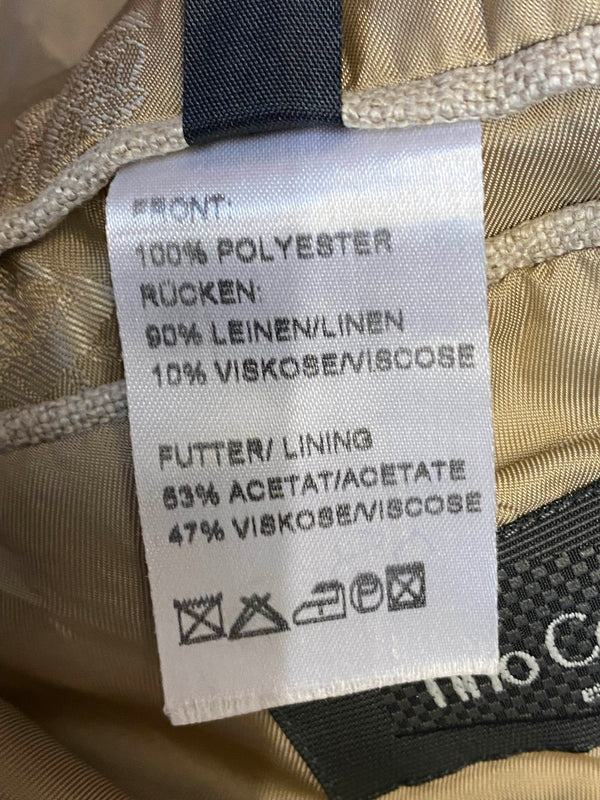 FRONT:
100% POLYESTER
RÜCKEN:
90% LEINEN/LINEN
10% VISKOSE/VISCOSE
FUTTER/ LINING
53% ACETAT/ACETATE
47% VISKOSE/VISCOSE
P